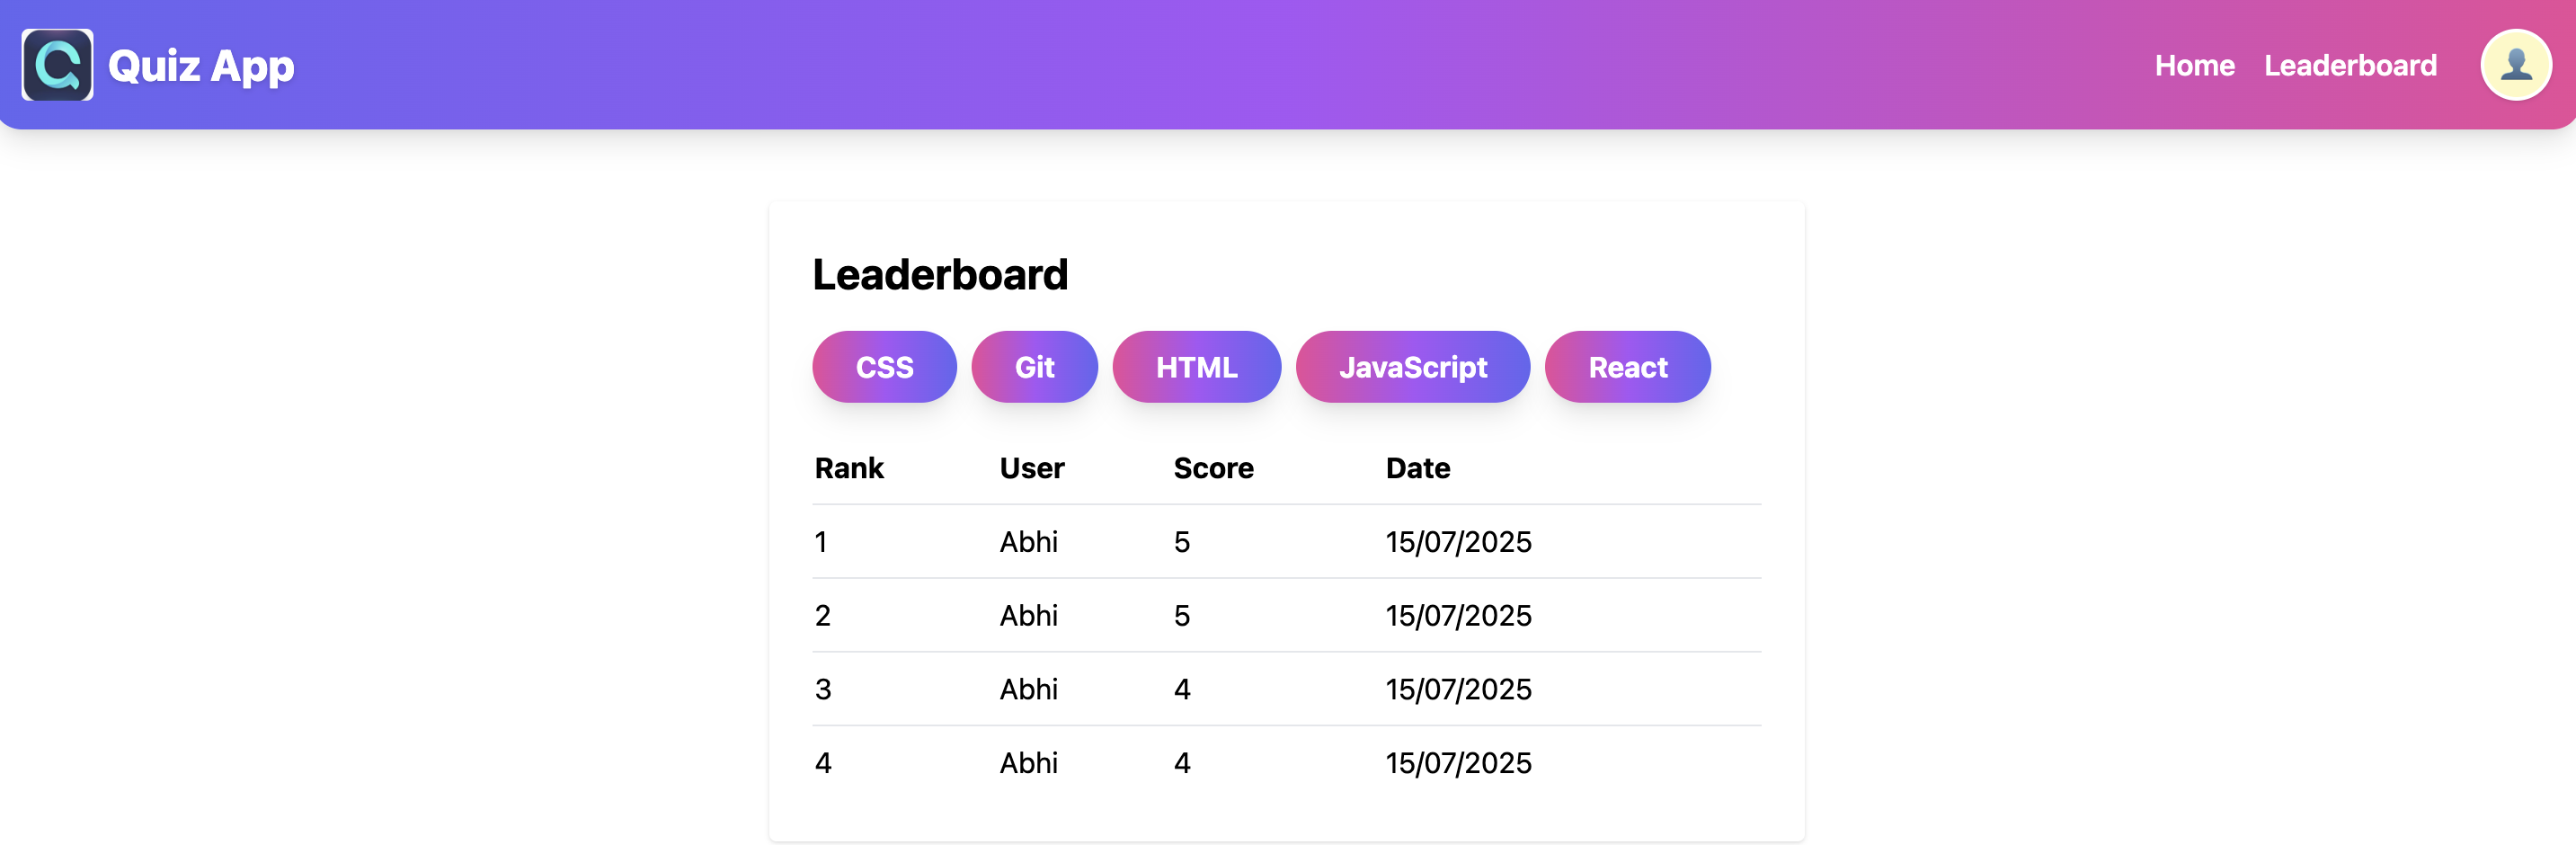 Quiz App Home Leaderboard
Leaderboard
CSS Git HTML JavaScript React
Rank User Score Date
1 Abhi 5 15/07/2025
2 Abhi 5 15/07/2025
3 Abhi 4 15/07/2025
4 Abhi 4 15/07/2025